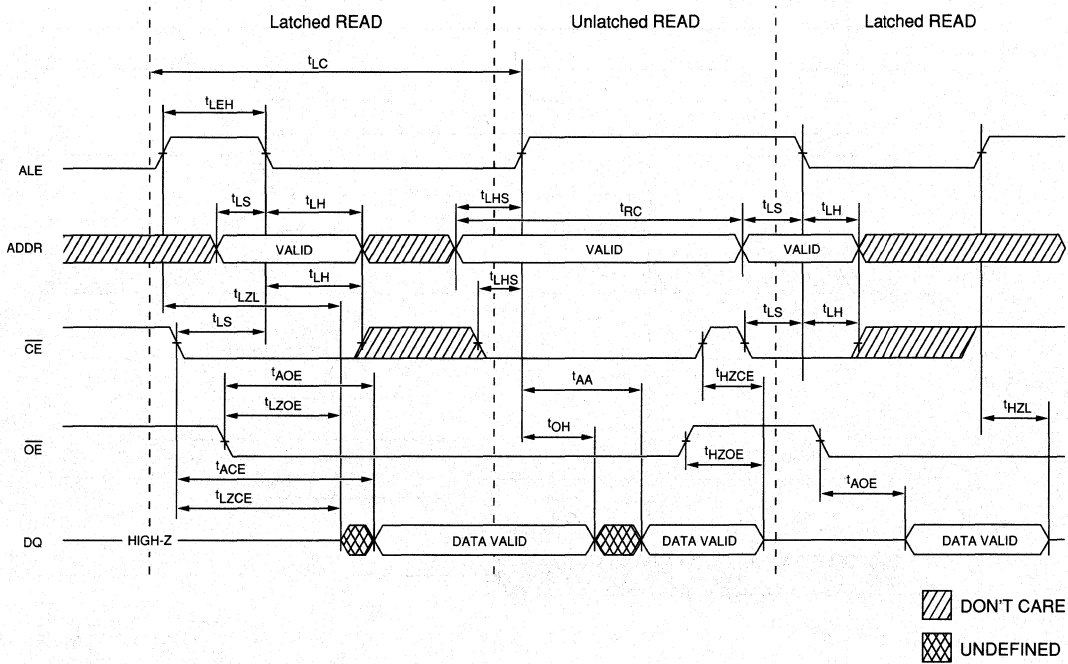 Latched READ Unlatched READ Latched READ
tLC
tLEH
ALE
tLS tLH tLHS tRC tLS tLH
ADDR VALID VALID VALID
tLH tLHS
tLZL
tLS tLS tLH
CE
tAOE tAA tHZCE
tLZOE tOH tHZL
OE
tHZOE
tACE tAOE
tLZCE
DQ HIGH-Z DATA VALID DATA VALID DATA VALID
DON'T CARE
UNDEFINED